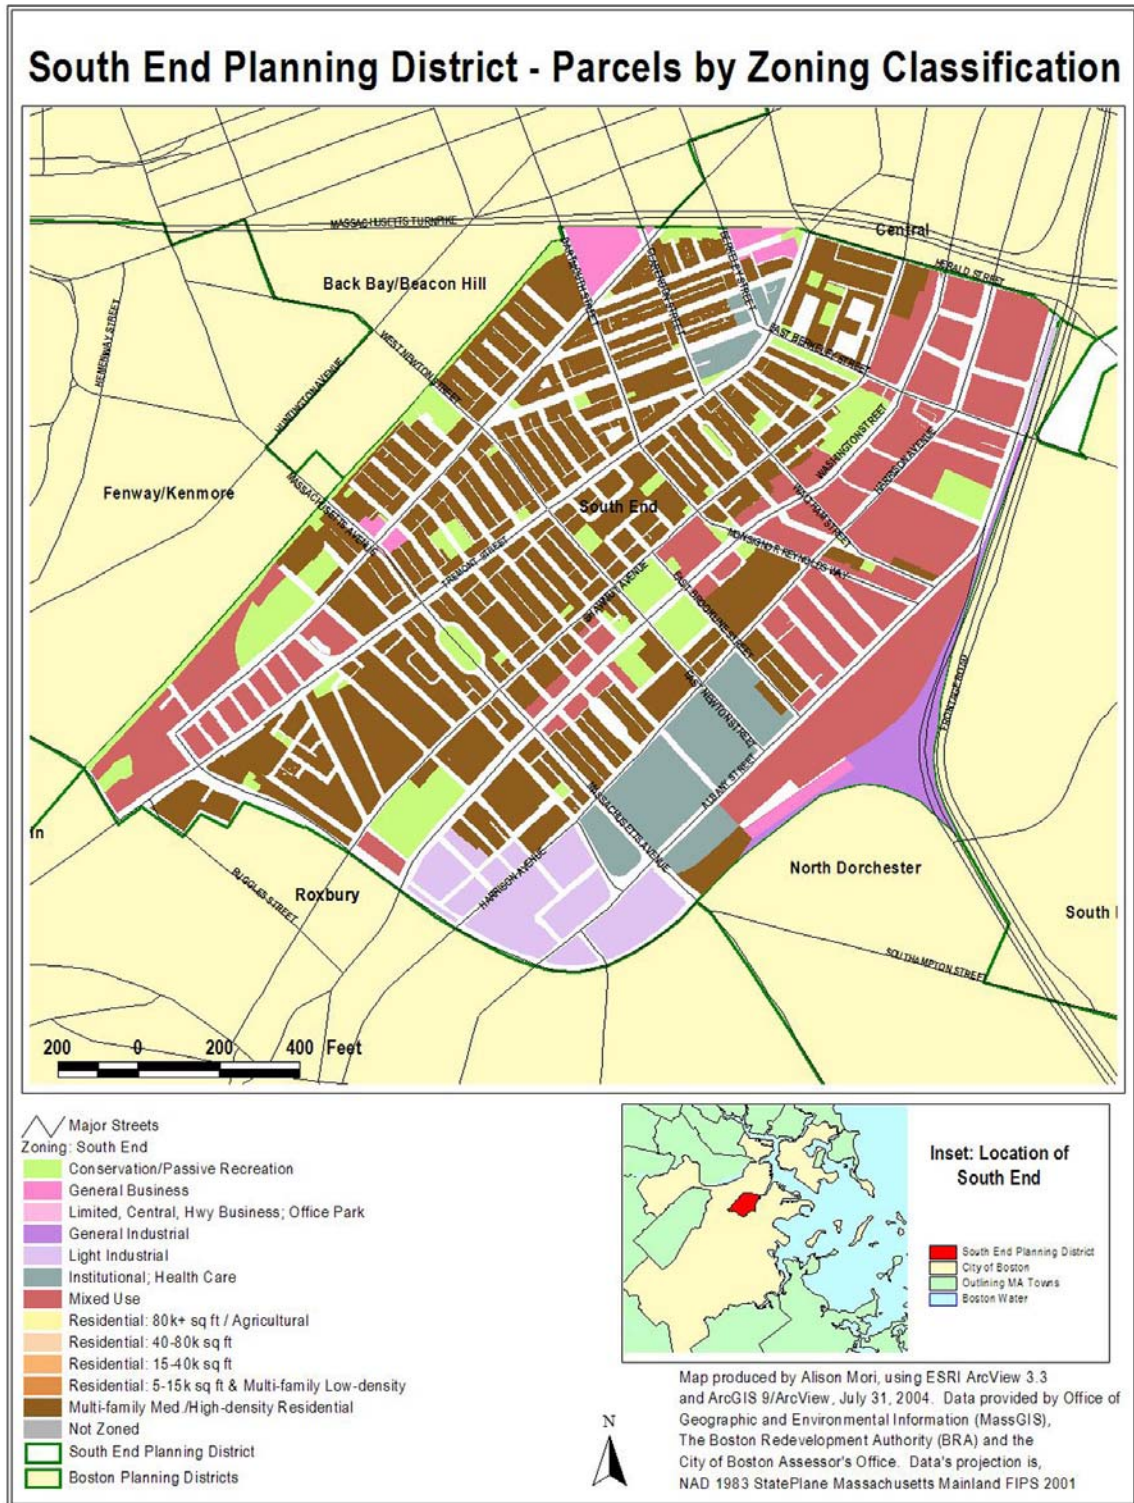 South End Planning District - Parcels by Zoning Classification
MASSACHUSETTS TURNPIKE
Central
HERALD STREET
Back Bay/Beacon Hill
DARTMOUTH STREET
CLARENDON STREET
BERKELEY STREET
HEMENWAY STREET
HUNTINGTON AVENUE
WEST NEWTON STREET
EAST BERKELEY STREET
WASHINGTON STREET
HARRISON AVENUE
Fenway/Kenmore
MASSACHUSETTS AVENUE
South End
WALTHAM STREET
TREMONT STREET
MONSIGNOR REYNOLDS WAY
SHAWMUT AVENUE
EAST BROOKLINE STREET
EAST NEWTON STREET
FRONTAGE ROAD
ALBANY STREET
MASSACHUSETTS AVENUE
HARRISON AVENUE
North Dorchester
Roxbury
RUGGLES STREET
South
SOUTHAMPTON STREET
200 0 200 400 Feet
Major Streets
Zoning: South End
Conservation/Passive Recreation
General Business
Limited, Central, Hwy Business; Office Park
General Industrial
Light Industrial
Institutional; Health Care
Mixed Use
Residential: 80k+ sq ft / Agricultural
Residential: 40-80k sq ft
Residential: 15-40k sq ft
Residential: 5-15k sq ft & Multi-family Low-density
Multi-family Med./High-density Residential
Not Zoned
South End Planning District
Boston Planning Districts
N
Inset: Location of
South End
South End Planning District
City of Boston
Outlining MA Towns
Boston Water
Map produced by Alison Mori, using ESRI ArcView 3.3
and ArcGIS 9/ArcView, July 31, 2004. Data provided by Office of
Geographic and Environmental Information (MassGIS),
The Boston Redevelopment Authority (BRA) and the
City of Boston Assessor's Office. Data's projection is,
NAD 1983 StatePlane Massachusetts Mainland FIPS 2001